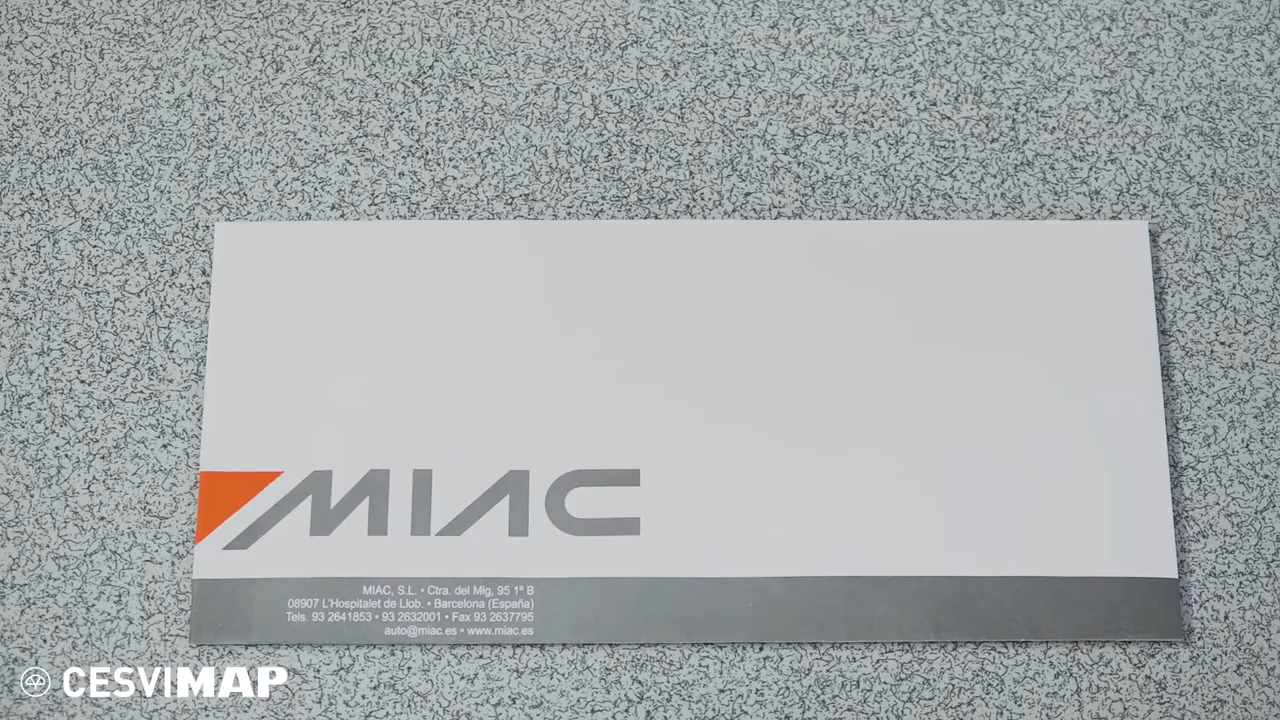 MIAC
MIAC, S.L. • Ctra. del Mig, 95 1º B
08907 L'Hospitalet de Llob. • Barcelona (España)
Tels. 93 2641853 • 93 2632001 • Fax 93 2637795
auto@miac.es • www.miac.es
CESVIMAP